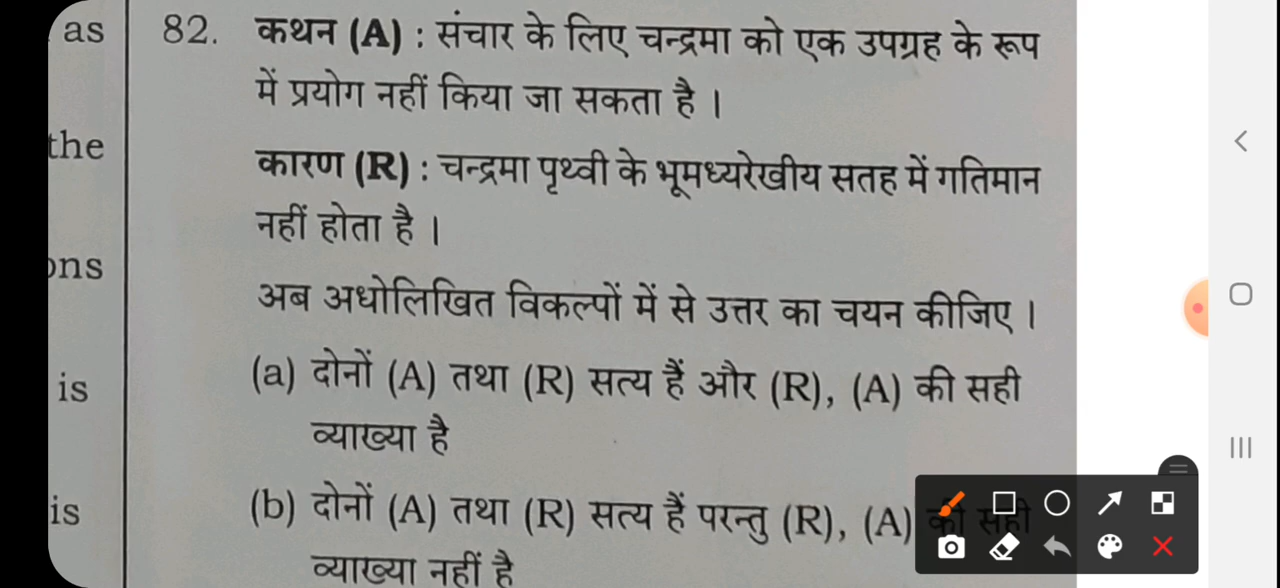 as
82. कथन (A) : संचार के लिए चन्द्रमा को एक उपग्रह के रूप
में प्रयोग नहीं किया जा सकता है ।
the
कारण (R) : चन्द्रमा पृथ्वी के भूमध्यरेखीय सतह में गतिमान
नहीं होता है ।
ons
अब अधोलिखित विकल्पों में से उत्तर का चयन कीजिए ।
is
(a) दोनों (A) तथा (R) सत्य हैं और (R), (A) की सही
व्याख्या है
is
(b) दोनों (A) तथा (R) सत्य हैं परन्तु (R), (A) की सही
व्याख्या नहीं है